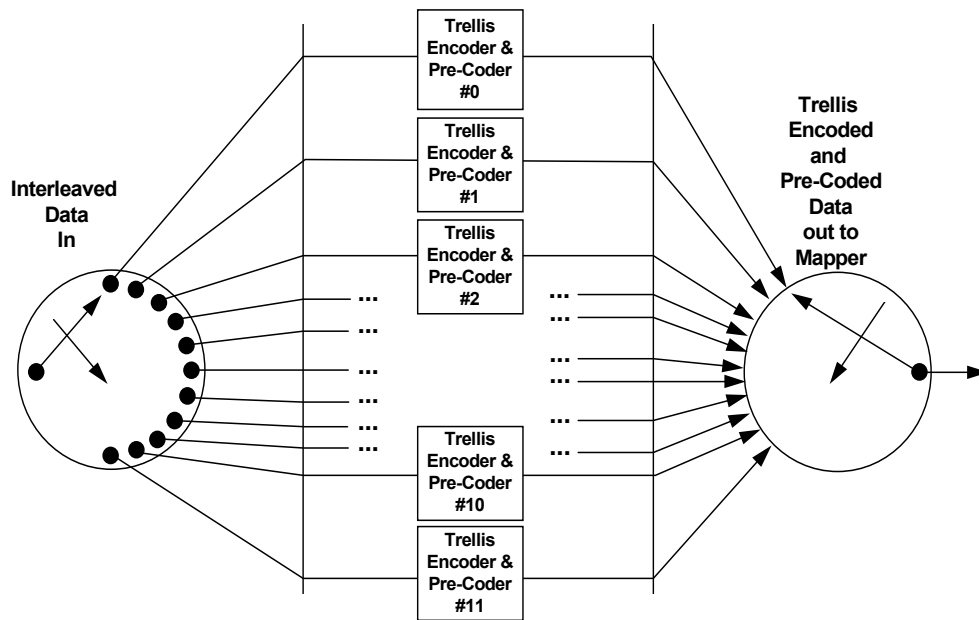 Interleaved
Data
In
Trellis
Encoder &
Pre-Coder
#0
Trellis
Encoder &
Pre-Coder
#1
Trellis
Encoder &
Pre-Coder
#2
...
...
...
...
...
...
...
...
...
...
...
...
Trellis
Encoder &
Pre-Coder
#10
Trellis
Encoder &
Pre-Coder
#11
Trellis
Encoded
and
Pre-Coded
Data
out to
Mapper